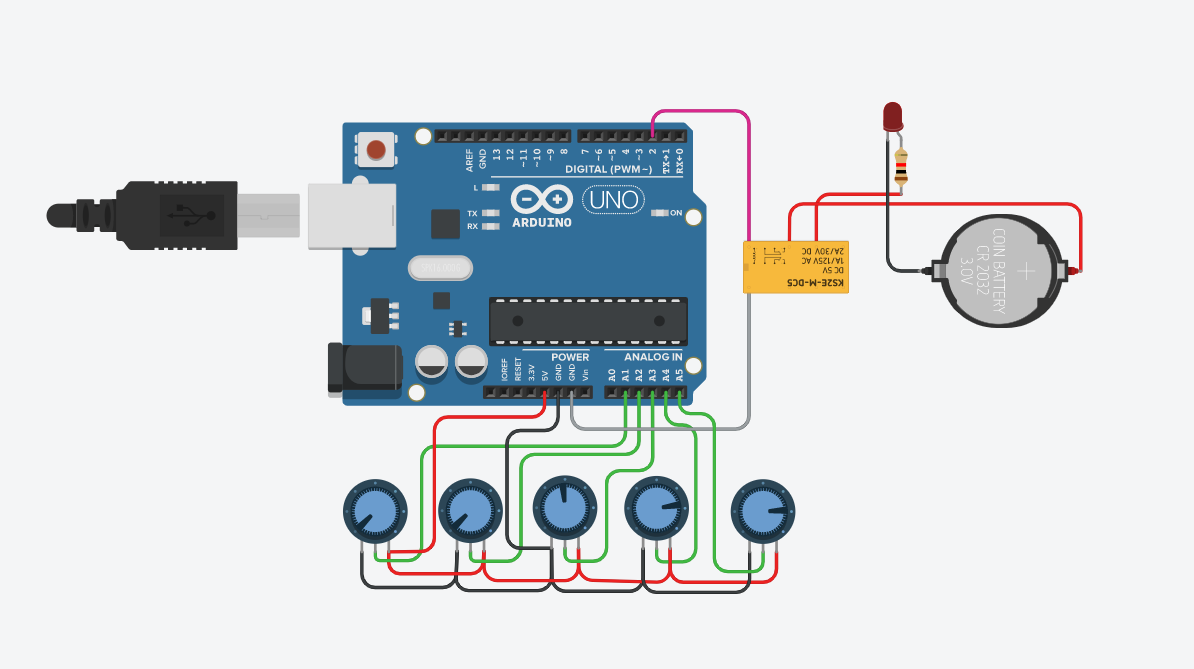 AREF
GND
13
12
~11
~10
~9
8
7
~6
~5
4
~3
2
TX→1
RX←0
DIGITAL (PWM~)
L
TX
RX
ARDUINO
UNO
ON
IOREF
RESET
3.3V
5V
GND
GND
Vin
POWER
ANALOG IN
A0
A1
A2
A3
A4
A5
KS2E-M-DC5
DC 5V
1A/125V AC
2A/30V DC
COIN BATTERY
CR 2032
3.0V